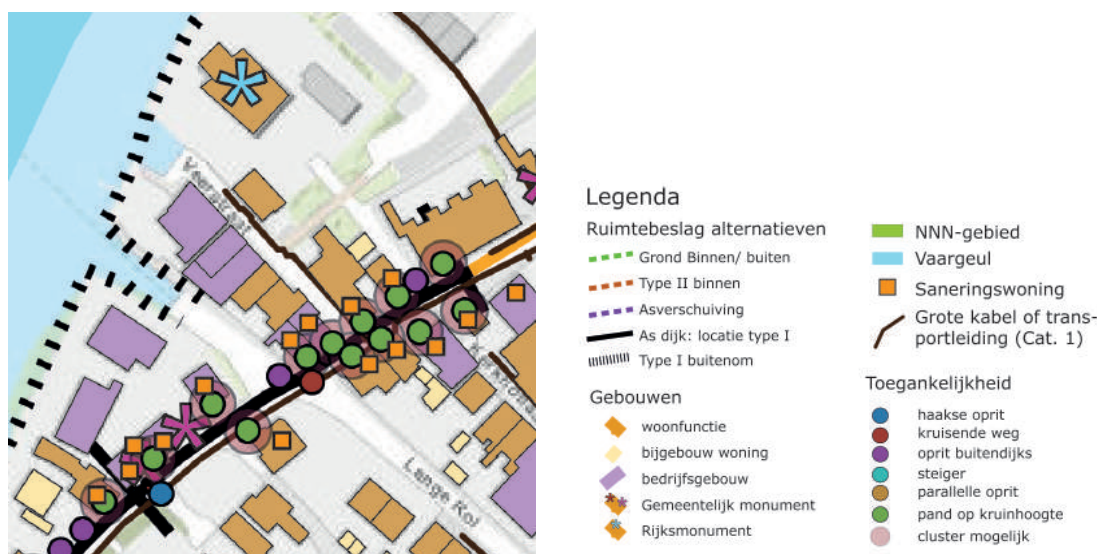 Veerstraat
Lange Rol
Legenda
Ruimtebeslag alternatieven
Grond Binnen/ buiten
Type II binnen
Asverschuiving
As dijk: locatie type I
Type I buitenom
Gebouwen
woonfunctie
bijgebouw woning
bedrijfsgebouw
Gemeentelijk monument
Rijksmonument
NNN-gebied
Vaargeul
Saneringswoning
Grote kabel of trans-
portleiding (Cat. 1)
Toegankelijkheid
haakse oprit
kruisende weg
oprit buitendijks
steiger
parallelle oprit
pand op kruinhoogte
cluster mogelijk